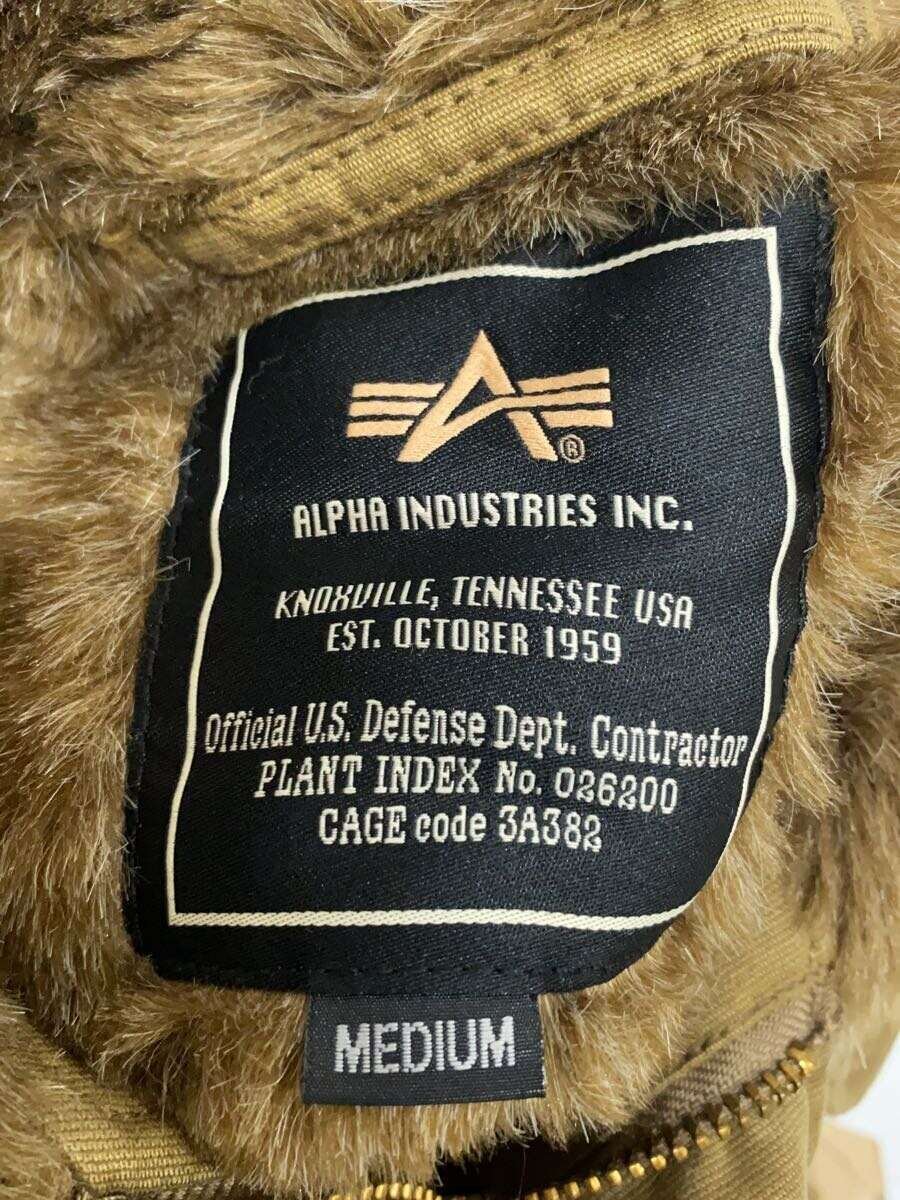 ®
ALPHA INDUSTRIES INC.
KNOXVILLE, TENNESSEE USA
EST. OCTOBER 1959
Official U.S. Defense Dept. Contractor
PLANT INDEX No. 026200
CAGE code 3A382
MEDIUM